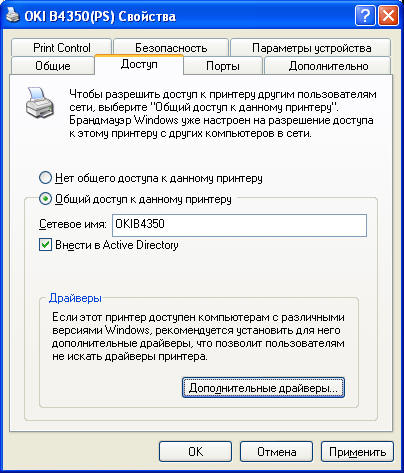 OKI B4350(PS) Свойства
Print Control
Безопасность
Параметры устройства
Общие
Доступ
Порты
Дополнительно
Чтобы разрешить доступ к принтеру другим пользователям
сети, выберите "Общий доступ к данному принтеру".
Брандмауэр Windows уже настроен на разрешение доступа
к этому принтеру с других компьютеров в сети.
Нет общего доступа к данному принтеру
Общий доступ к данному принтеру
Сетевое имя: OKIB4350
Внести в Active Directory
Драйверы
Если этот принтер доступен компьютерам с различными
версиями Windows, рекомендуется установить для него
дополнительные драйверы, что позволит пользователям
не искать драйверы принтера.
Дополнительные драйверы...
OK
Отмена
Применить